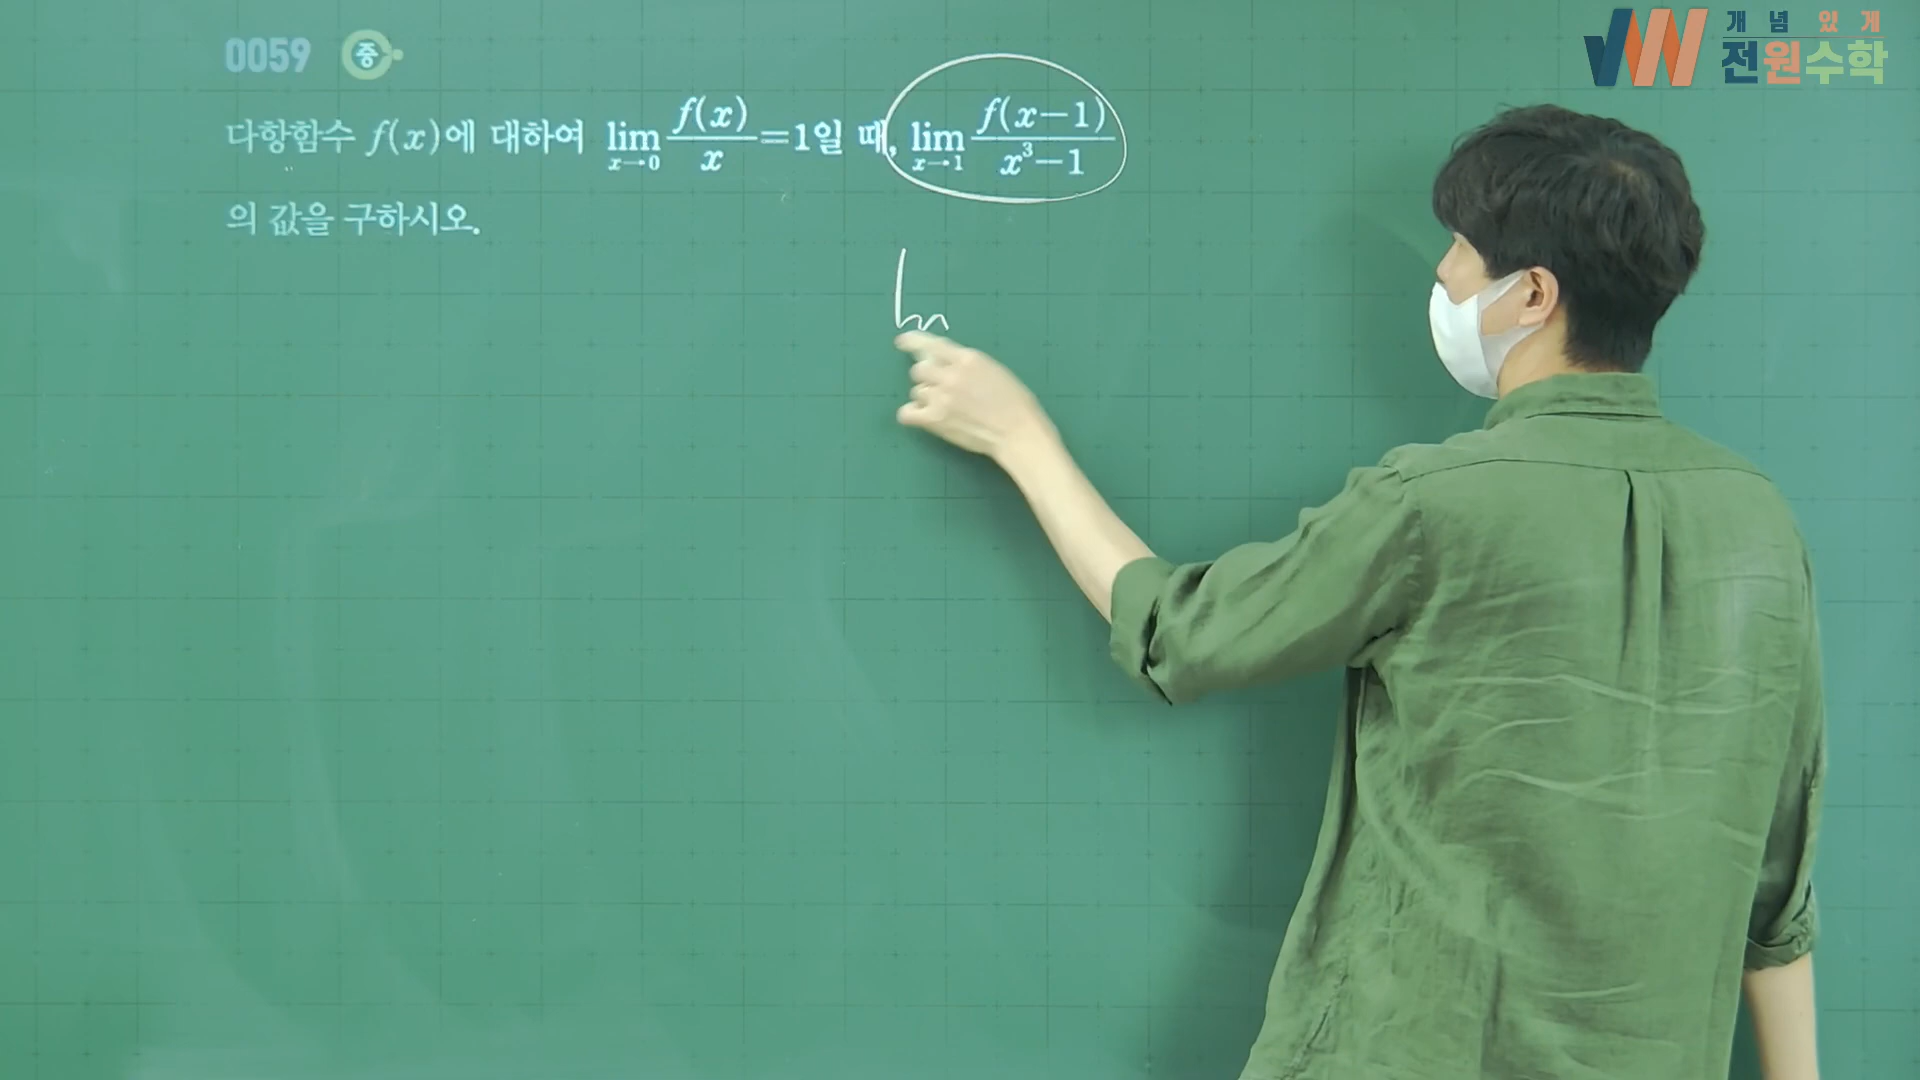 개념있게
전원수학
0059 중
다항함수 f(x)에 대하여 lim_{x→0} f(x)/x=1일 때, lim_{x→1} f(x-1)/(x³-1)
의 값을 구하시오.
lim